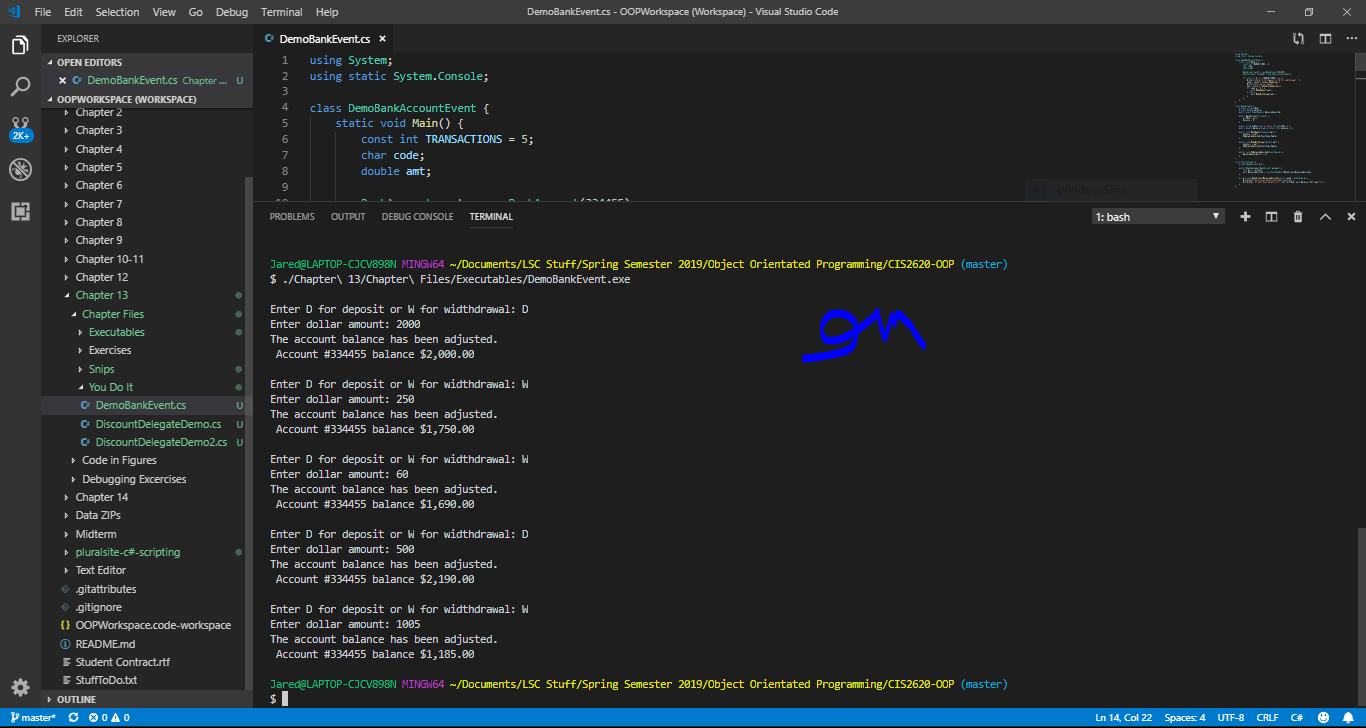 File Edit Selection View Go Debug Terminal Help
DemoBankEvent.cs - OOPWorkspace (Workspace) - Visual Studio Code
EXPLORER
OPEN EDITORS
DemoBankEvent.cs Chapter ... U
OOPWORKSPACE (WORKSPACE)
Chapter 2
Chapter 3
Chapter 4
Chapter 5
Chapter 6
Chapter 7
Chapter 8
Chapter 9
Chapter 10-11
Chapter 12
Chapter 13
Chapter Files
Executables
Exercises
Snips
You Do It
DemoBankEvent.cs U
DiscountDelegateDemo.cs U
DiscountDelegateDemo2.cs U
Code in Figures
Debugging Excercises
Chapter 14
Data ZIPs
Midterm
pluralsite-c#-scripting
Text Editor
.gitattributes
.gitignore
{} OOPWorkspace.code-workspace
README.md
Student Contract.rtf
StuffToDo.txt
OUTLINE
2K+
DemoBankEvent.cs
1 using System;
2 using static System.Console;
3
4 class DemoBankAccountEvent {
5 static void Main() {
6 const int TRANSACTIONS = 5;
7 char code;
8 double amt;
9
PROBLEMS OUTPUT DEBUG CONSOLE TERMINAL
1: bash
Jared@LAPTOP-CJCV898N MINGW64 ~/Documents/LSC Stuff/Spring Semester 2019/Object Orientated Programming/CIS2620-OOP (master)
$ ./Chapter\ 13/Chapter\ Files/Executables/DemoBankEvent.exe
Enter D for deposit or W for widthdrawal: D
Enter dollar amount: 2000
The account balance has been adjusted.
Account #334455 balance $2,000.00
Enter D for deposit or W for widthdrawal: W
Enter dollar amount: 250
The account balance has been adjusted.
Account #334455 balance $1,750.00
Enter D for deposit or W for widthdrawal: W
Enter dollar amount: 60
The account balance has been adjusted.
Account #334455 balance $1,690.00
Enter D for deposit or W for widthdrawal: D
Enter dollar amount: 500
The account balance has been adjusted.
Account #334455 balance $2,190.00
Enter D for deposit or W for widthdrawal: W
Enter dollar amount: 1005
The account balance has been adjusted.
Account #334455 balance $1,185.00
Jared@LAPTOP-CJCV898N MINGW64 ~/Documents/LSC Stuff/Spring Semester 2019/Object Orientated Programming/CIS2620-OOP (master)
$
master* 0 0
Ln 14, Col 22 Spaces: 4 UTF-8 CRLF C#